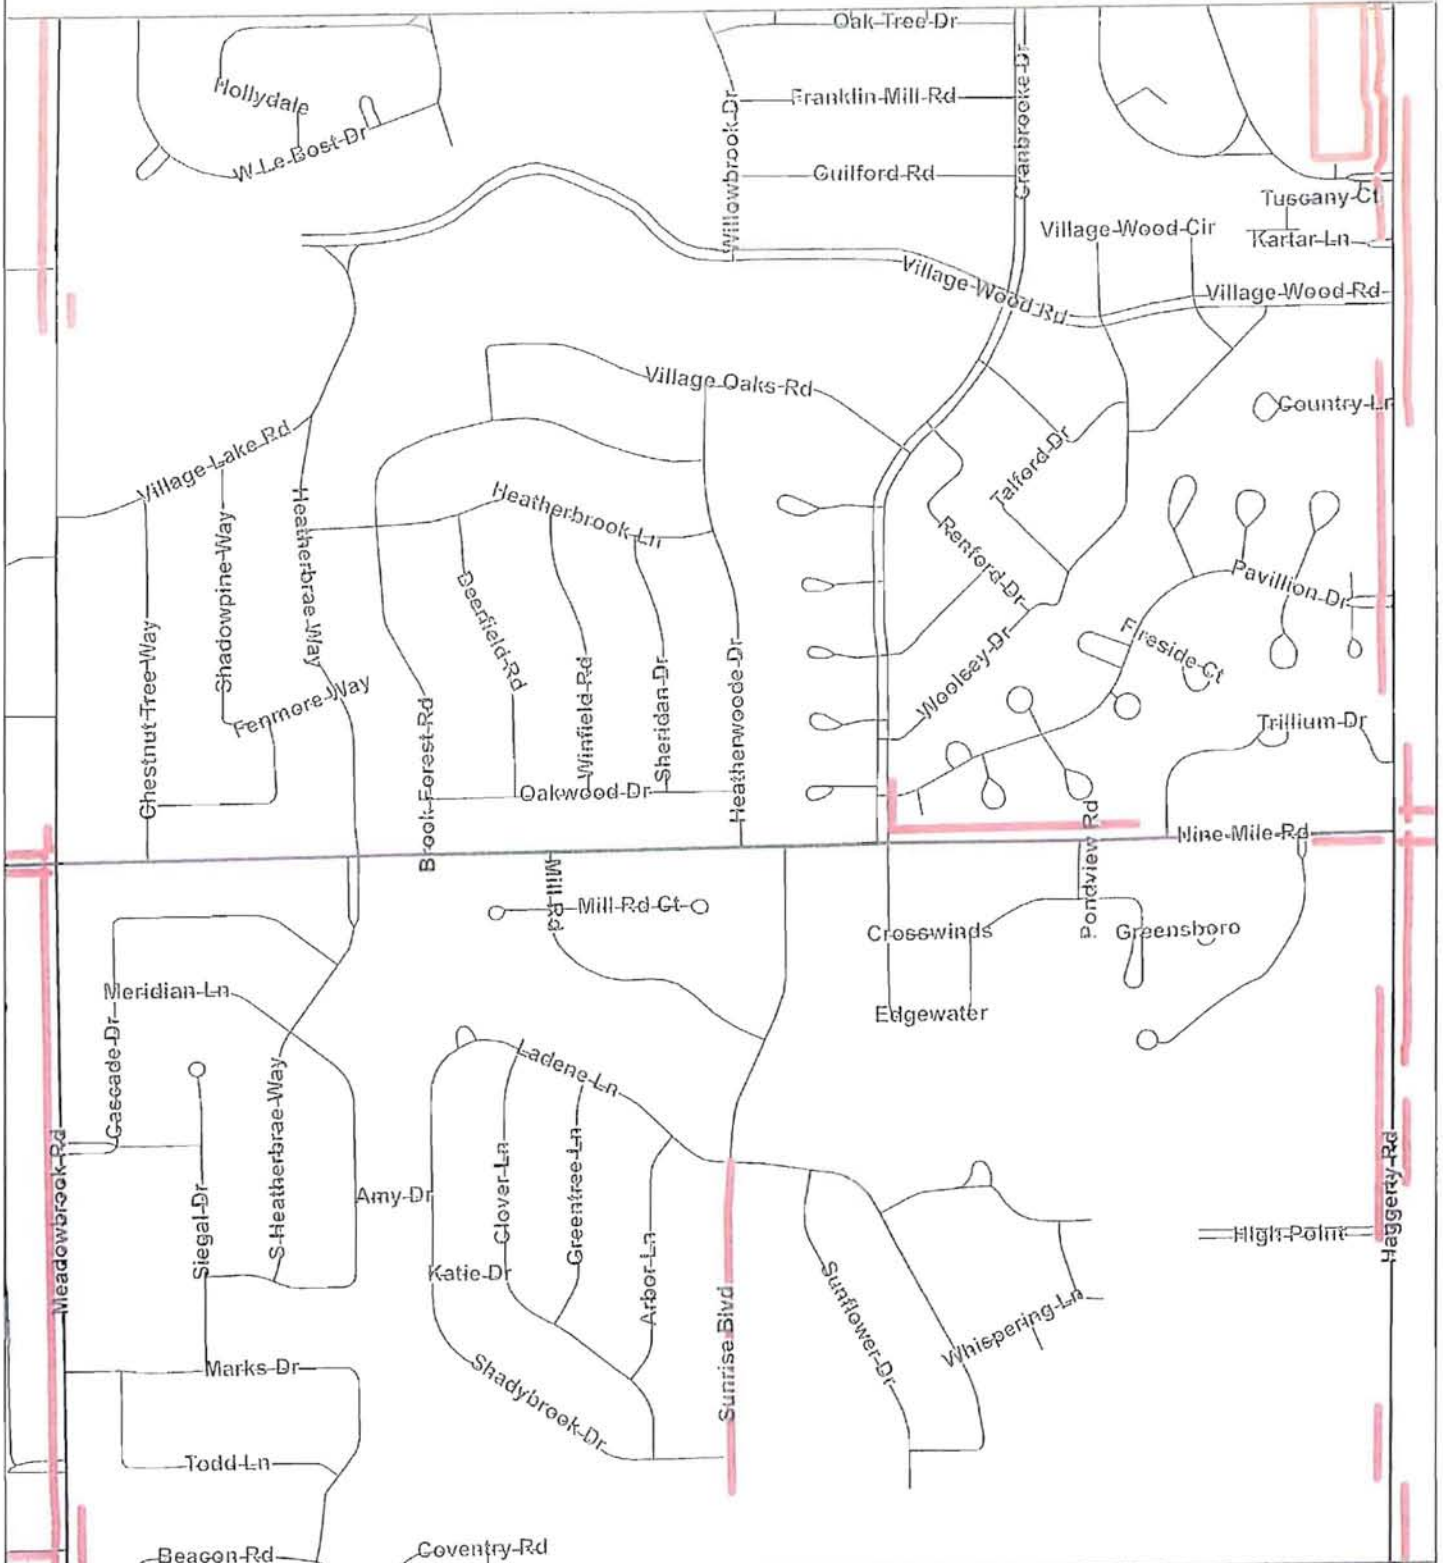 Oak Tree Dr
Hollydale
Franklin Mill Rd
Cranbrooke Dr
Willowbrook Dr
W Le Bost Dr
Guilford Rd
Tuscany Ct
Village Wood Cir
Kartar Ln
Village Wood Rd
Village Wood Rd
Village Oaks Rd
Country Ln
Village Lake Rd
Talford Dr
Heatherbrook Ln
Shadowpine Way
Heatherbrae Way
Renford Dr
Pavillion Dr
Deerfield Rd
Fireside Ct
Chestnut Tree Way
Winfield Rd
Sheridan Dr
Heatherwoode Dr
Woolsey Dr
Fenmore Way
Brook Forest Rd
Trillium Dr
Oakwood Dr
Pondview Rd
Nine Mile Rd
Mill Rd
Mill Rd Ct
Crosswinds
Greensboro
Meridian Ln
Edgewater
Cascade Dr
Ladene Ln
S Heatherbrae Way
Meadowbrook Rd
Siegal Dr
Amy Dr
Clover Ln
Greentree Ln
Haggerty Rd
High Point
Katie Dr
Arbor Ln
Sunrise Blvd
Sunflower Dr
Whispering Ln
Marks Dr
Shadybrook Dr
Todd Ln
Beacon Rd
Coventry Rd